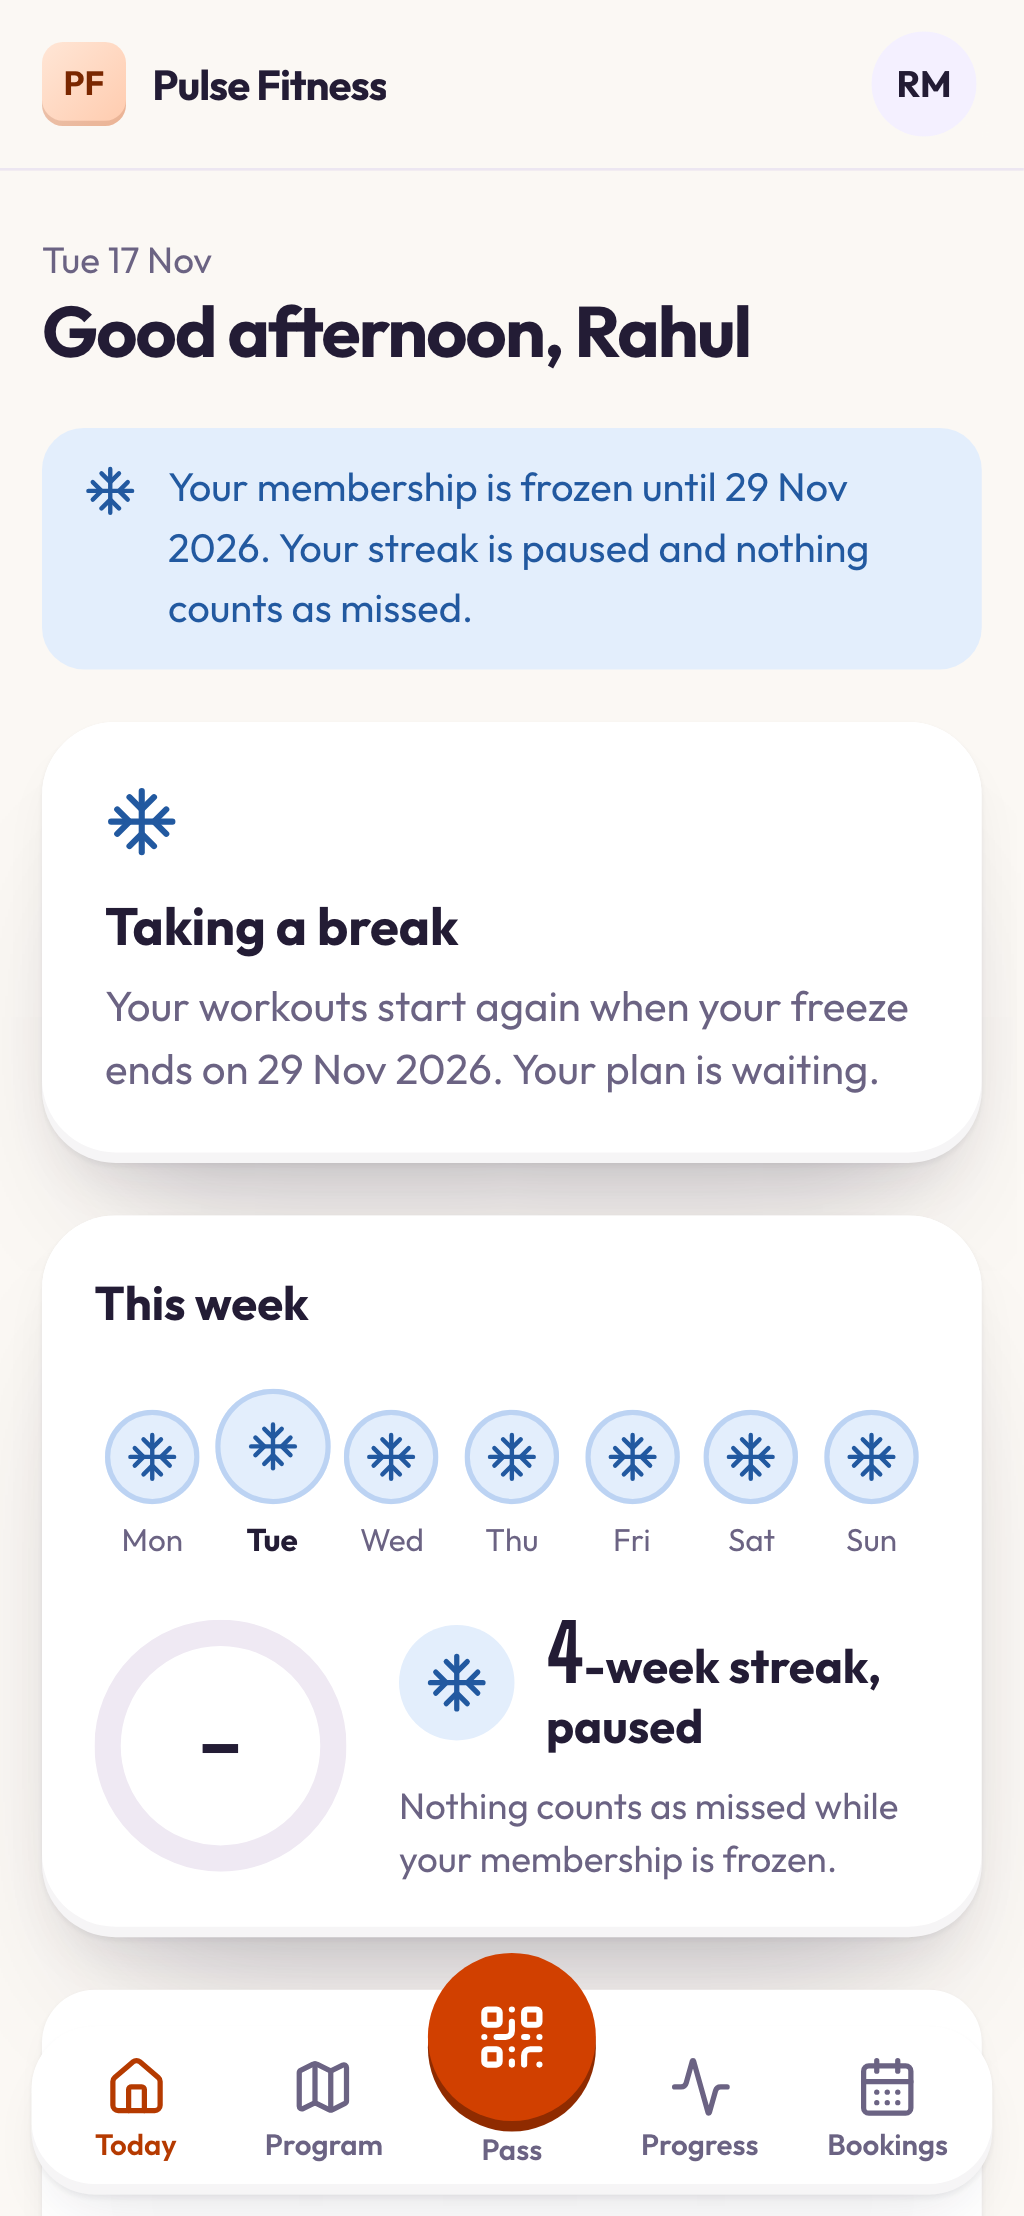 PF
Pulse Fitness
RM
Tue 17 Nov
Good afternoon, Rahul
Your membership is frozen until 29 Nov
2026. Your streak is paused and nothing
counts as missed.
Taking a break
Your workouts start again when your freeze
ends on 29 Nov 2026. Your plan is waiting.
This week
Mon Tue Wed Thu Fri Sat Sun
–
4-week streak,
paused
Nothing counts as missed while
your membership is frozen.
Today Program Pass Progress Bookings